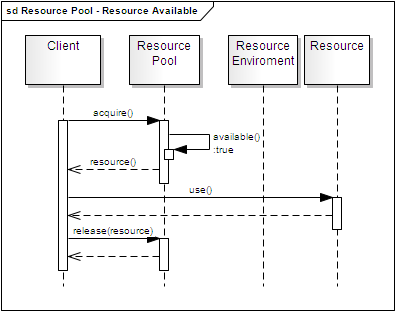 sd Resource Pool - Resource Available
Client
Resource
Pool
Resource
Enviroment
Resource
acquire()
available()
:true
resource()
use()
release(resource)